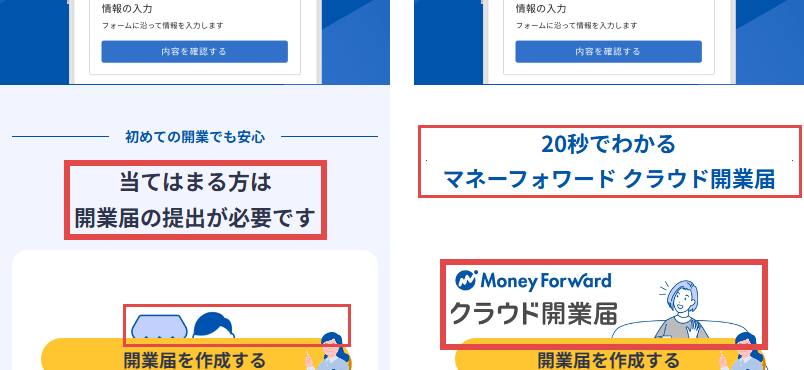 情報の入力
フォームに沿って情報を入力します
内容を確認する
初めての開業でも安心
当てはまる方は
開業届の提出が必要です
開業届を作成する
情報の入力
フォームに沿って情報を入力します
内容を確認する
20秒でわかる
マネーフォワード クラウド開業届
Money Forward
クラウド開業届
開業届を作成する